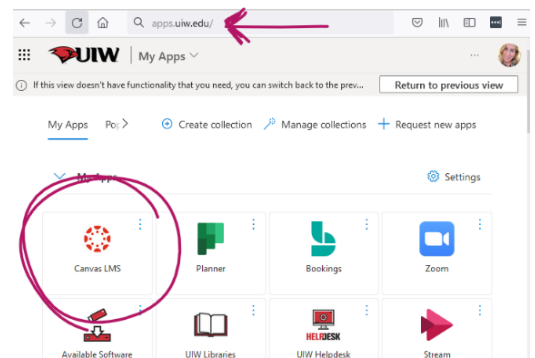 apps.uiw.edu/
UIW My Apps
If this view doesn't have functionality that you need, you can switch back to the prev... Return to previous view
My Apps Create collection Manage collections Request new apps
My Apps Settings
Canvas LMS Planner Bookings Zoom
HELPDESK
Available Software UIW Libraries UIW Helpdesk Stream